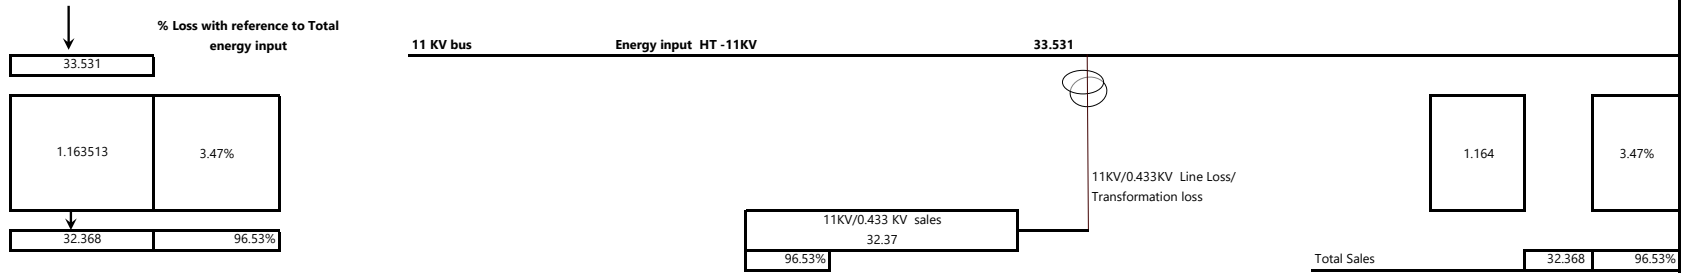 % Loss with reference to Total
energy input
11 KV bus
Energy input HT -11KV
33.531
33.531
1.163513
3.47%
1.164
3.47%
11KV/0.433KV Line Loss/
Transformation loss
11KV/0.433 KV sales
32.37
32.368
96.53%
96.53%
Total Sales
32.368
96.53%